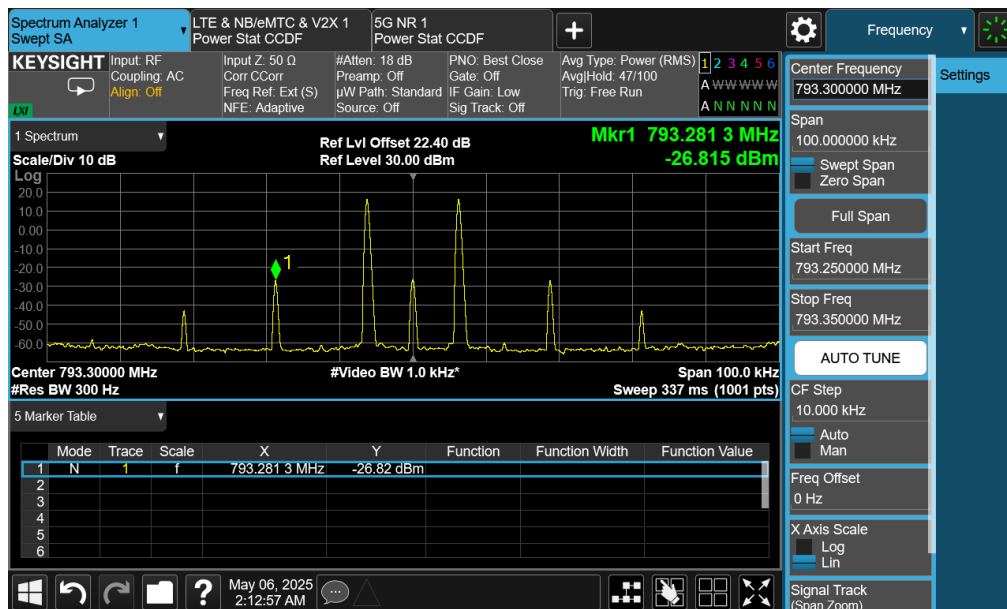 Spectrum Analyzer 1
Swept SA
LTE & NB/eMTC & V2X 1
Power Stat CCDF
5G NR 1
Power Stat CCDF
Frequency
KEYSIGHT
LXI
Input: RF
Coupling: AC
Align: Off
Input Z: 50 Ω
Corr CCorr
Freq Ref: Ext (S)
NFE: Adaptive
#Atten: 18 dB
Preamp: Off
µW Path: Standard
Source: Off
PNO: Best Close
Gate: Off
IF Gain: Low
Sig Track: Off
Avg Type: Power (RMS)
Avg|Hold: 47/100
Trig: Free Run
1 2 3 4 5 6
A W W W W W
A N N N N N
1 Spectrum
Scale/Div 10 dB
Ref Lvl Offset 22.40 dB
Ref Level 30.00 dBm
Mkr1 793.281 3 MHz
-26.815 dBm
Log
20.0
10.0
0.00
-10.0
-20.0
-30.0
-40.0
-50.0
-60.0
1
Center 793.30000 MHz
#Video BW 1.0 kHz*
Span 100.0 kHz
#Res BW 300 Hz
Sweep 337 ms (1001 pts)
5 Marker Table
Mode Trace Scale X Y Function Function Width Function Value
1 N 1 f 793.281 3 MHz -26.82 dBm
2
3
4
5
6
May 06, 2025
2:12:57 AM
Center Frequency
793.300000 MHz
Span
100.000000 kHz
Swept Span
Zero Span
Full Span
Start Freq
793.250000 MHz
Stop Freq
793.350000 MHz
AUTO TUNE
CF Step
10.000 kHz
Auto
Man
Freq Offset
0 Hz
X Axis Scale
Log
Lin
Signal Track
(Span Zoom)
Settings